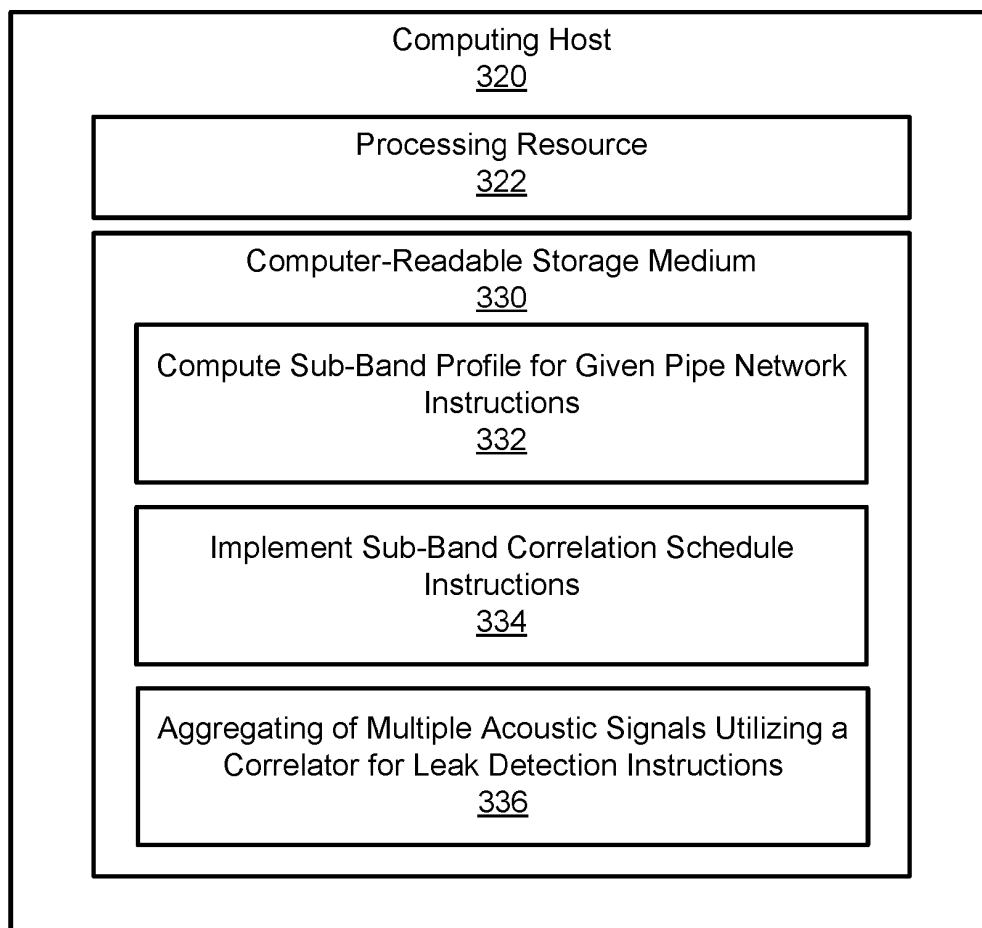 Computing Host
320
Processing Resource
322
Computer-Readable Storage Medium
330
Compute Sub-Band Profile for Given Pipe Network
Instructions
332
Implement Sub-Band Correlation Schedule
Instructions
334
Aggregating of Multiple Acoustic Signals Utilizing a
Correlator for Leak Detection Instructions
336